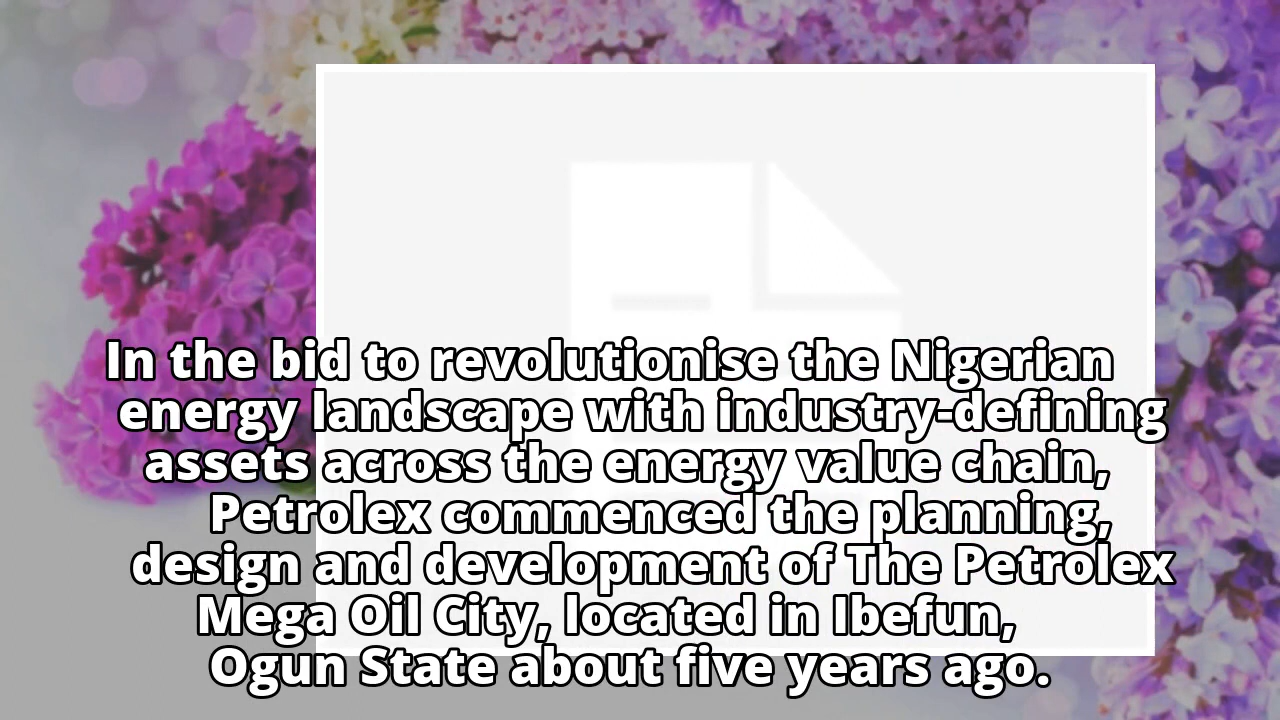 In the bid to revolutionise the Nigerian
energy landscape with industry-defining
assets across the energy value chain,
Petrolex commenced the planning,
design and development of The Petrolex
Mega Oil City, located in Ibefun,
Ogun State about five years ago.